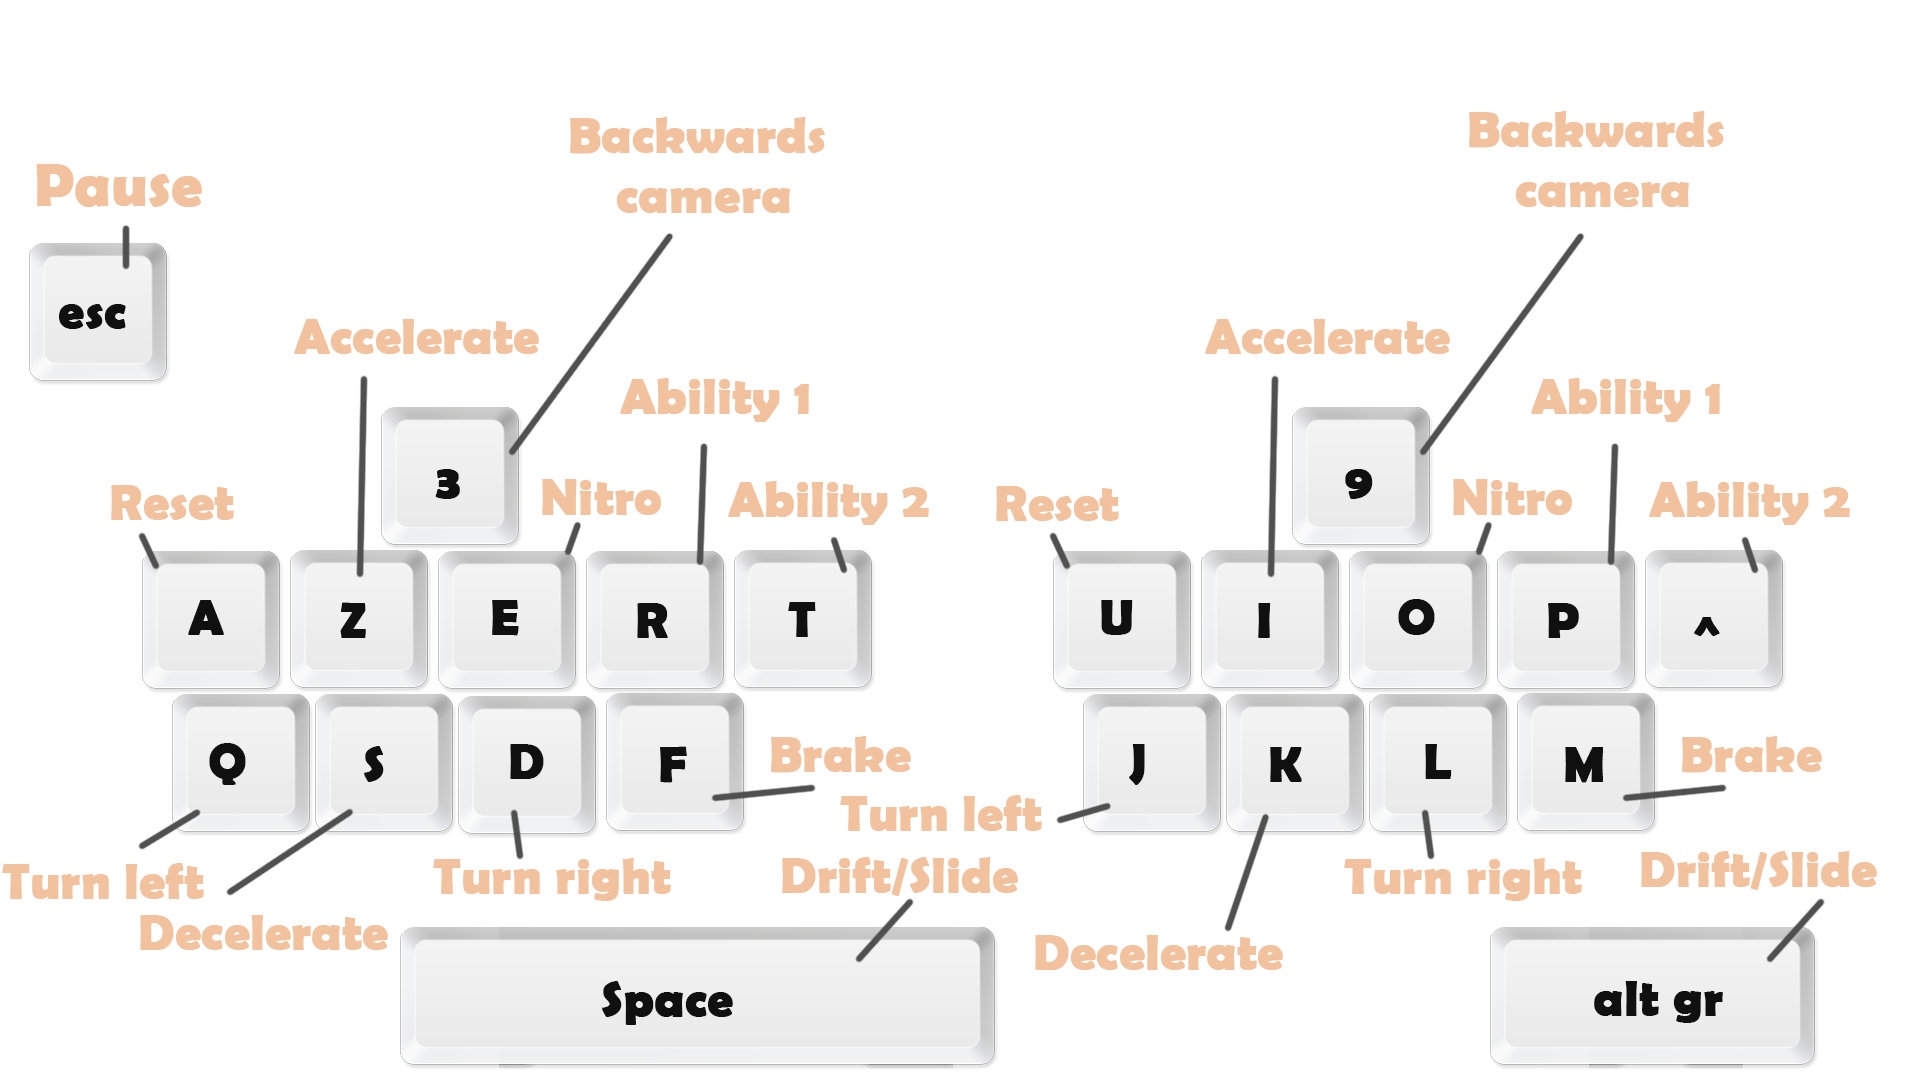 Backwards
camera
Backwards
camera
Pause
esc
Accelerate
Accelerate
Ability 1
Ability 1
3
9
Reset
Nitro
Ability 2
Reset
Nitro
Ability 2
A Z E R T
U I O P ^
Q S D F
J K L M
Brake
Brake
Turn left
Turn left
Turn right
Drift/Slide
Turn right
Drift/Slide
Decelerate
Decelerate
Space
alt gr